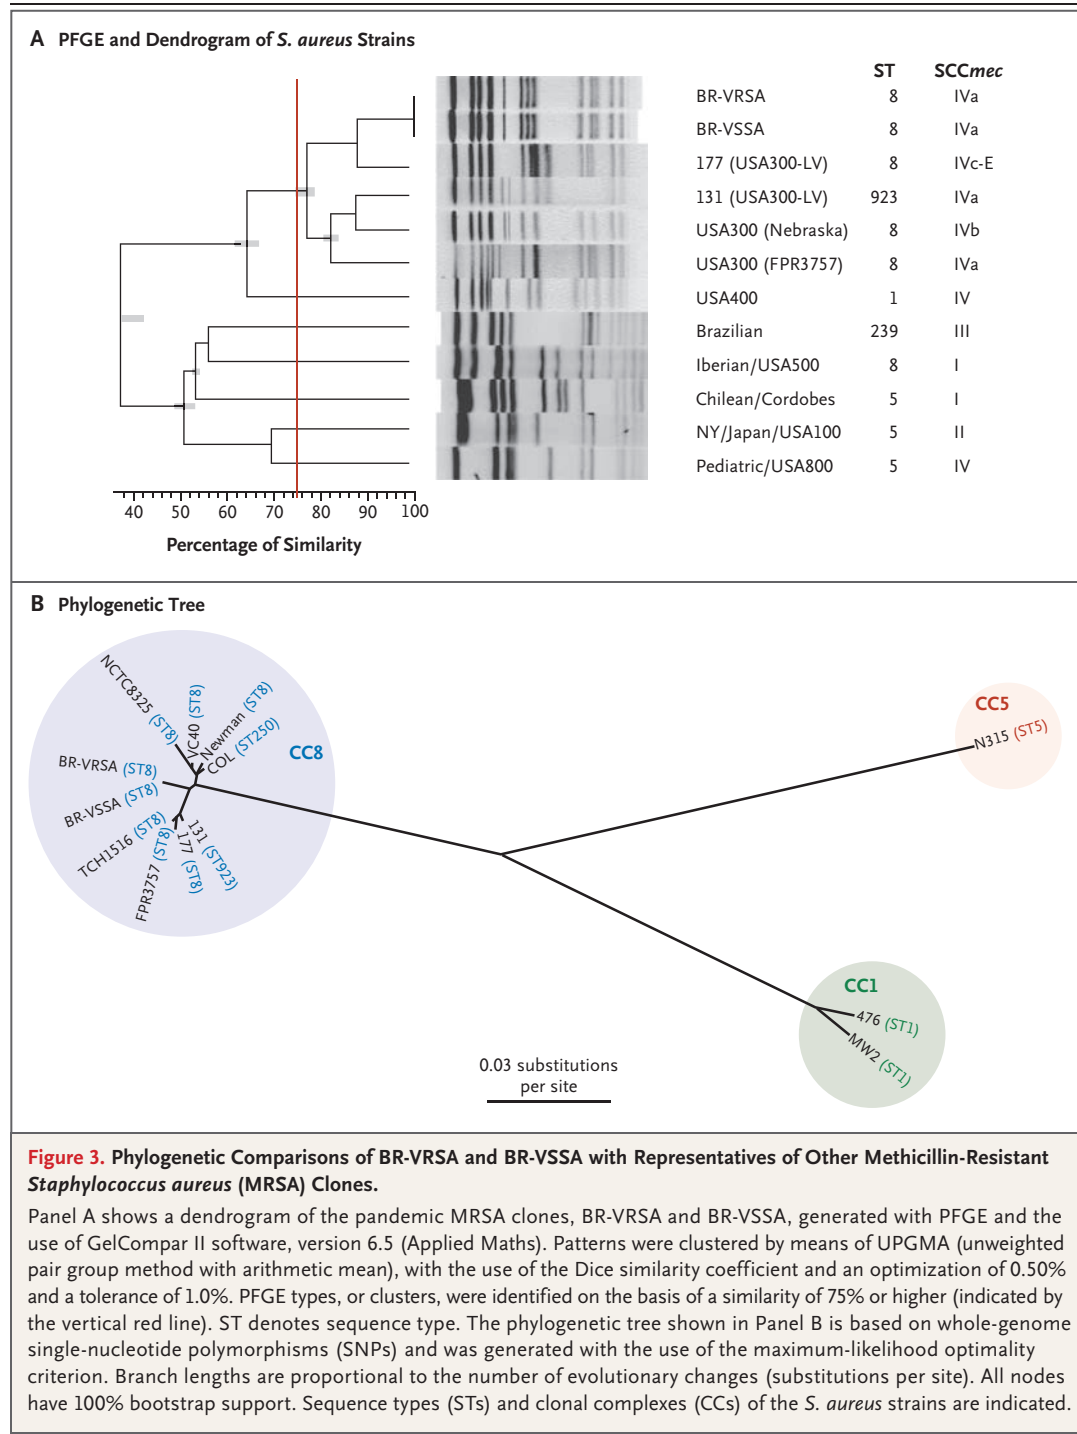 A PFGE and Dendrogram of S. aureus Strains
ST SCCmec
BR-VRSA 8 IVa
BR-VSSA 8 IVa
177 (USA300-LV) 8 IVc-E
131 (USA300-LV) 923 IVa
USA300 (Nebraska) 8 IVb
USA300 (FPR3757) 8 IVa
USA400 1 IV
Brazilian 239 III
Iberian/USA500 8 I
Chilean/Cordobes 5 I
NY/Japan/USA100 5 II
Pediatric/USA800 5 IV
40 50 60 70 80 90 100
Percentage of Similarity
B Phylogenetic Tree
NCTC8325 (ST8)
VC40 (ST8)
Newman (ST8)
COL (ST250)
CC8
BR-VRSA (ST8)
BR-VSSA (ST8)
TCH1516 (ST8)
FPR3757 (ST8)
177 (ST8)
131 (ST923)
CC5
N315 (ST5)
CC1
476 (ST1)
MW2 (ST1)
0.03 substitutions
per site
Figure 3. Phylogenetic Comparisons of BR-VRSA and BR-VSSA with Representatives of Other Methicillin-Resistant
Staphylococcus aureus (MRSA) Clones.
Panel A shows a dendrogram of the pandemic MRSA clones, BR-VRSA and BR-VSSA, generated with PFGE and the
use of GelCompar II software, version 6.5 (Applied Maths). Patterns were clustered by means of UPGMA (unweighted
pair group method with arithmetic mean), with the use of the Dice similarity coefficient and an optimization of 0.50%
and a tolerance of 1.0%. PFGE types, or clusters, were identified on the basis of a similarity of 75% or higher (indicated by
the vertical red line). ST denotes sequence type. The phylogenetic tree shown in Panel B is based on whole-genome
single-nucleotide polymorphisms (SNPs) and was generated with the use of the maximum-likelihood optimality
criterion. Branch lengths are proportional to the number of evolutionary changes (substitutions per site). All nodes
have 100% bootstrap support. Sequence types (STs) and clonal complexes (CCs) of the S. aureus strains are indicated.